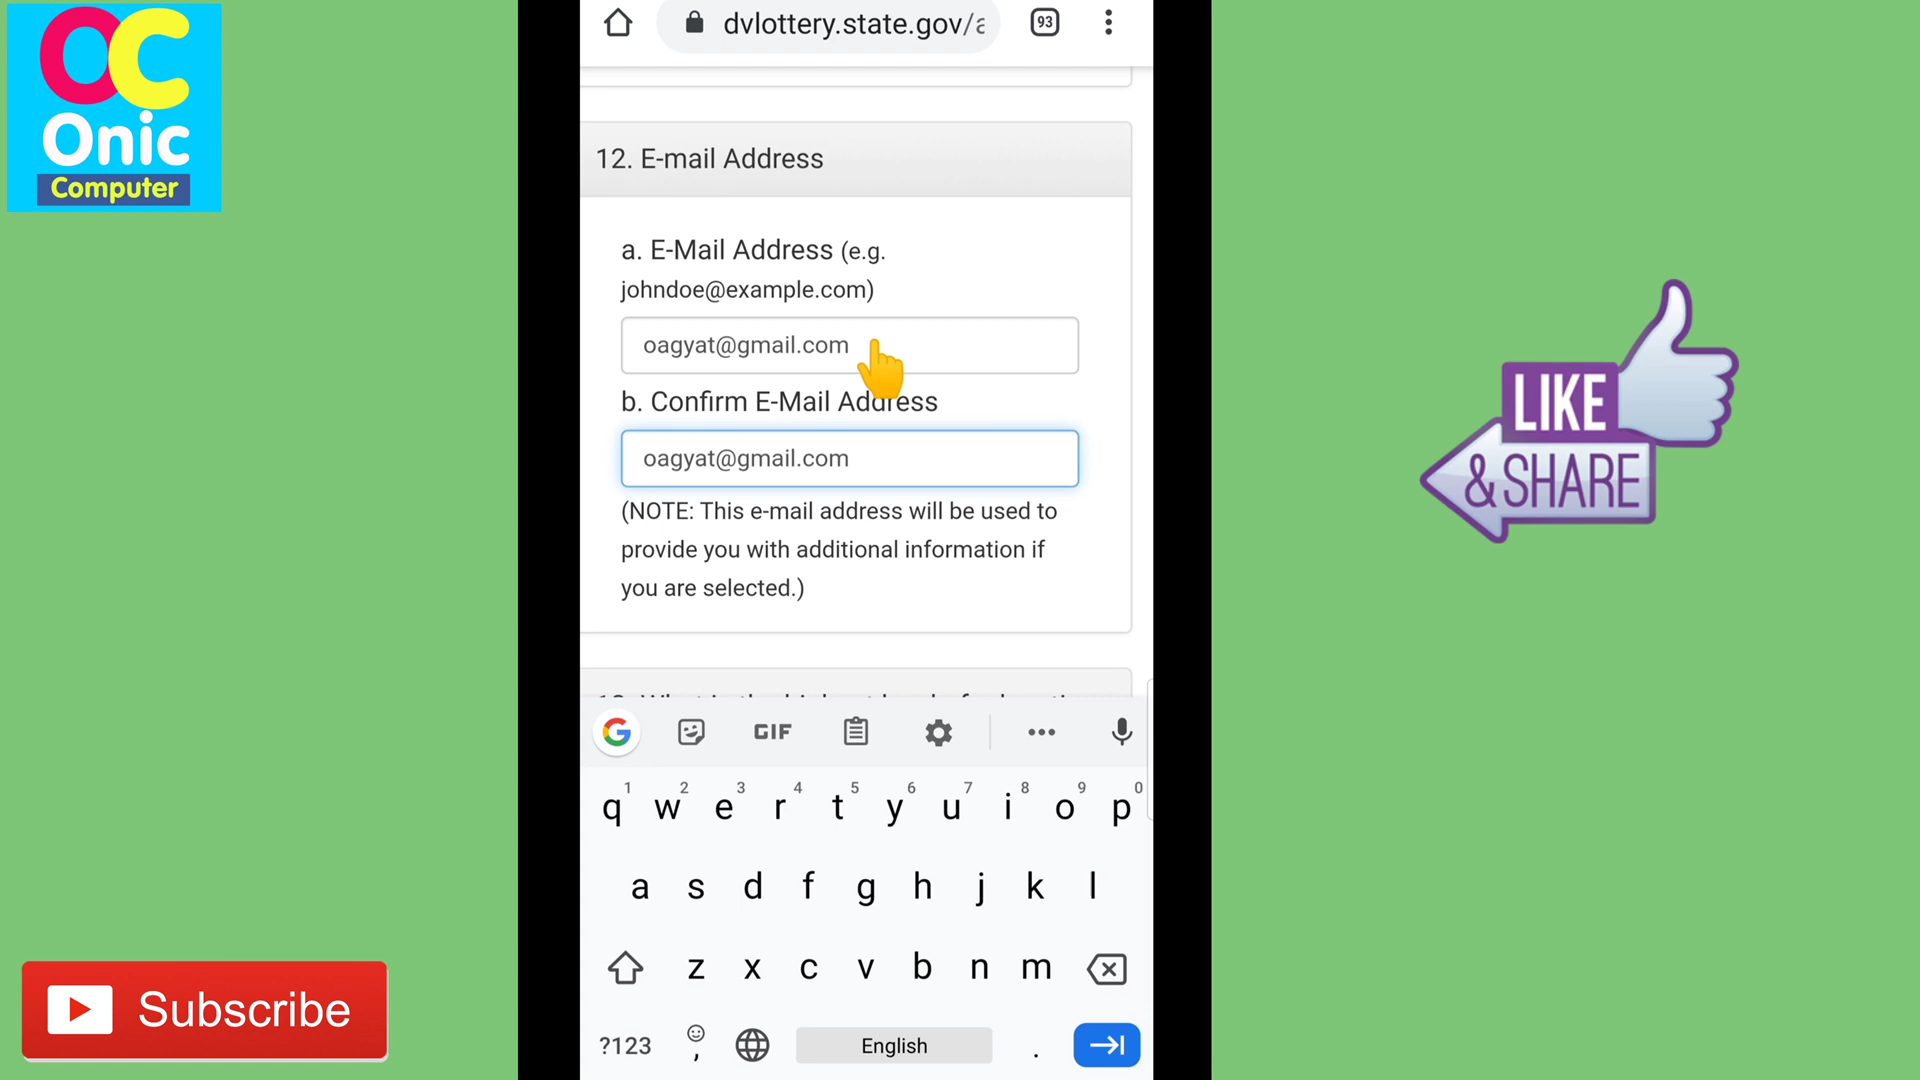 OC
Onic
Computer
dvlottery.state.gov/a
93
12. E-mail Address
a. E-Mail Address (e.g.
johndoe@example.com)
oagyat@gmail.com
b. Confirm E-Mail Address
oagyat@gmail.com
(NOTE: This e-mail address will be used to
provide you with additional information if
you are selected.)
LIKE
& SHARE
G GIF
1 2 3 4 5 6 7 8 9 0
q w e r t y u i o p
a s d f g h j k l
z x c v b n m
?123 , English .
Subscribe